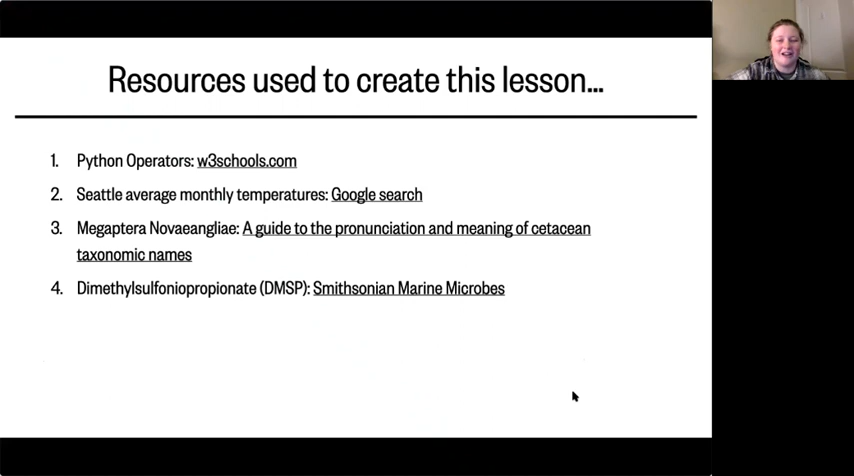 Resources used to create this lesson...
1. Python Operators: w3schools.com
2. Seattle average monthly temperatures: Google search
3. Megaptera Novaeangliae: A guide to the pronunciation and meaning of cetacean
taxonomic names
4. Dimethylsulfoniopropionate (DMSP): Smithsonian Marine Microbes